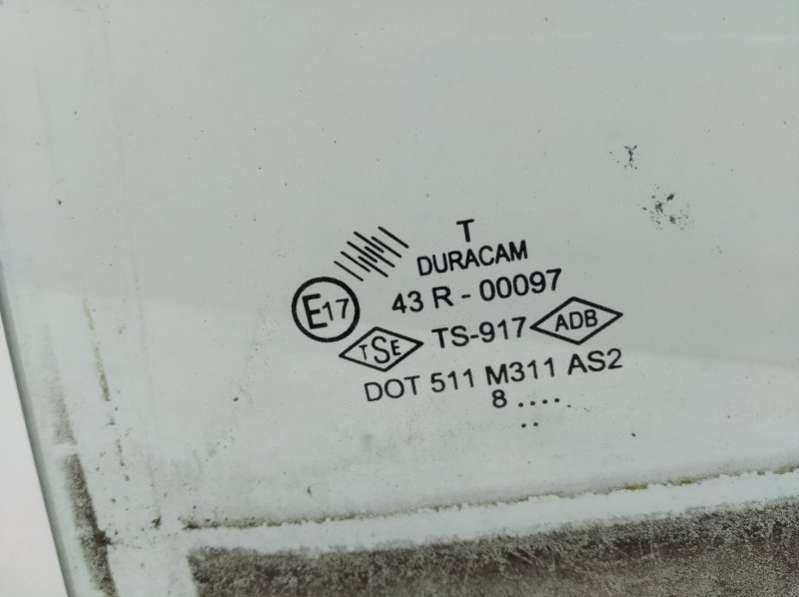 T
DURACAM
E17 43 R - 00097
TSE TS-917 ADB
DOT 511 M311 AS2
8 ....
..